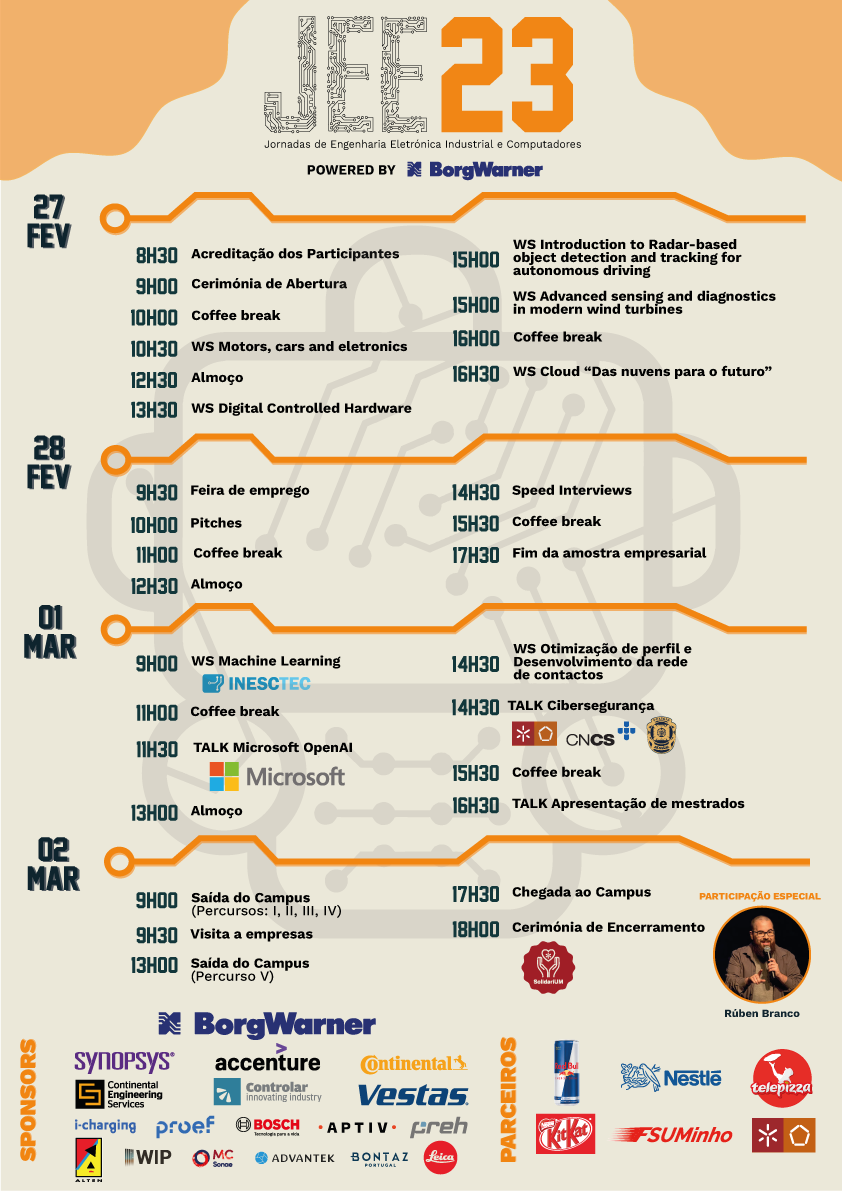 JEE23
Jornadas de Engenharia Eletrónica Industrial e Computadores
POWERED BY BorgWarner
27
FEV
8H30 Acreditação dos Participantes
9H00 Cerimónia de Abertura
10H00 Coffee break
10H30 WS Motors, cars and eletronics
12H30 Almoço
13H30 WS Digital Controlled Hardware
15H00 WS Introduction to Radar-based
object detection and tracking for
autonomous driving
15H00 WS Advanced sensing and diagnostics
in modern wind turbines
16H00 Coffee break
16H30 WS Cloud “Das nuvens para o futuro”
28
FEV
9H30 Feira de emprego
10H00 Pitches
11H00 Coffee break
12H30 Almoço
14H30 Speed Interviews
15H30 Coffee break
17H30 Fim da amostra empresarial
01
MAR
9H00 WS Machine Learning
INESCTEC
11H00 Coffee break
11H30 TALK Microsoft OpenAI
Microsoft
13H00 Almoço
14H30 WS Otimização de perfil e
Desenvolvimento da rede
de contactos
14H30 TALK Cibersegurança
CNCS
15H30 Coffee break
16H30 TALK Apresentação de mestrados
02
MAR
9H00 Saída do Campus
(Percursos: I, II, III, IV)
9H30 Visita a empresas
13H00 Saída do Campus
(Percurso V)
17H30 Chegada ao Campus
18H00 Cerimónia de Encerramento
SolidariUM
PARTICIPAÇÃO ESPECIAL
Rúben Branco
SPONSORS
BorgWarner
SYNOPSYS®
accenture
Continental
Continental
Engineering
Services
Controlar
innovating industry
Vestas
i-charging
proef
BOSCH
Tecnologia para a vida
APTIV
preh
ALTEN
WIP
MC
Sonae
ADVANTEK
BONTAZ
PORTUGAL
Leica
PARCEIROS
Red Bull
Nestlé
telepizza
KitKat
FSUMinho